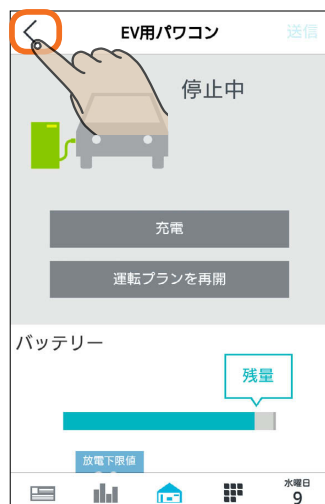 EV用パワコン
送信
停止中
充電
運転プランを再開
バッテリー
残量
放電下限値
水曜日
9